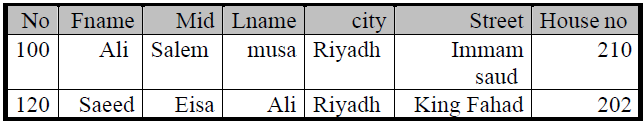 No Fname Mid Lname city Street House no
100 Ali Salem musa Riyadh Immam 210
saud
120 Saeed Eisa Ali Riyadh King Fahad 202